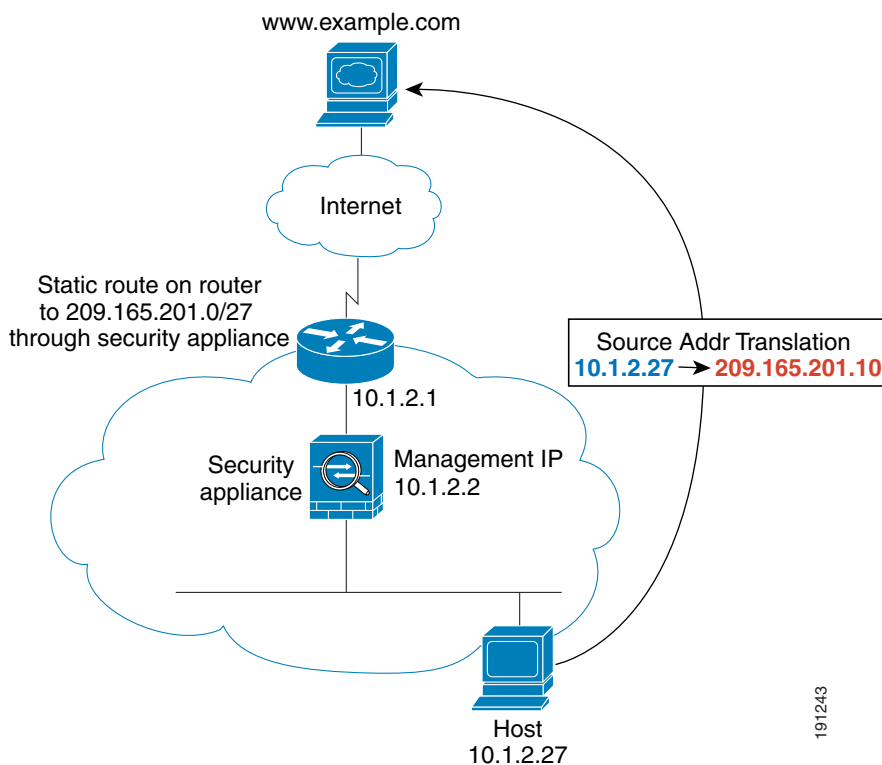 www.example.com
Internet
Static route on router
to 209.165.201.0/27
through security appliance
Source Addr Translation
10.1.2.27 209.165.201.10
10.1.2.1
Security
appliance
Management IP
10.1.2.2
Host
10.1.2.27
191243